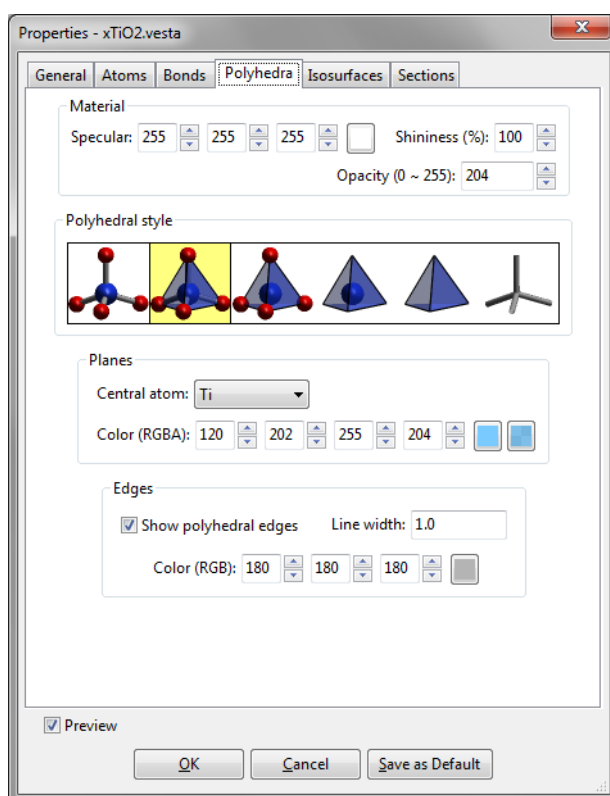 Properties - xTiO2.vesta
General Atoms Bonds Polyhedra Isosurfaces Sections
Material
Specular: 255 255 255 Shininess (%): 100
Opacity (0 ~ 255): 204
Polyhedral style
Planes
Central atom: Ti
Color (RGBA): 120 202 255 204
Edges
Show polyhedral edges Line width: 1.0
Color (RGB): 180 180 180
Preview
OK Cancel Save as Default